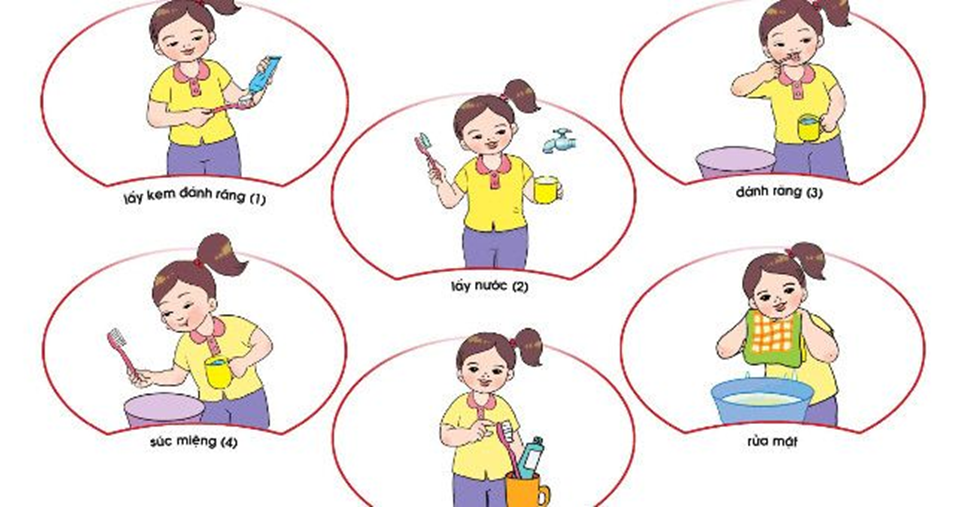 lấy kem đánh răng (1)
lấy nước (2)
đánh răng (3)
súc miệng (4)
rửa mặt